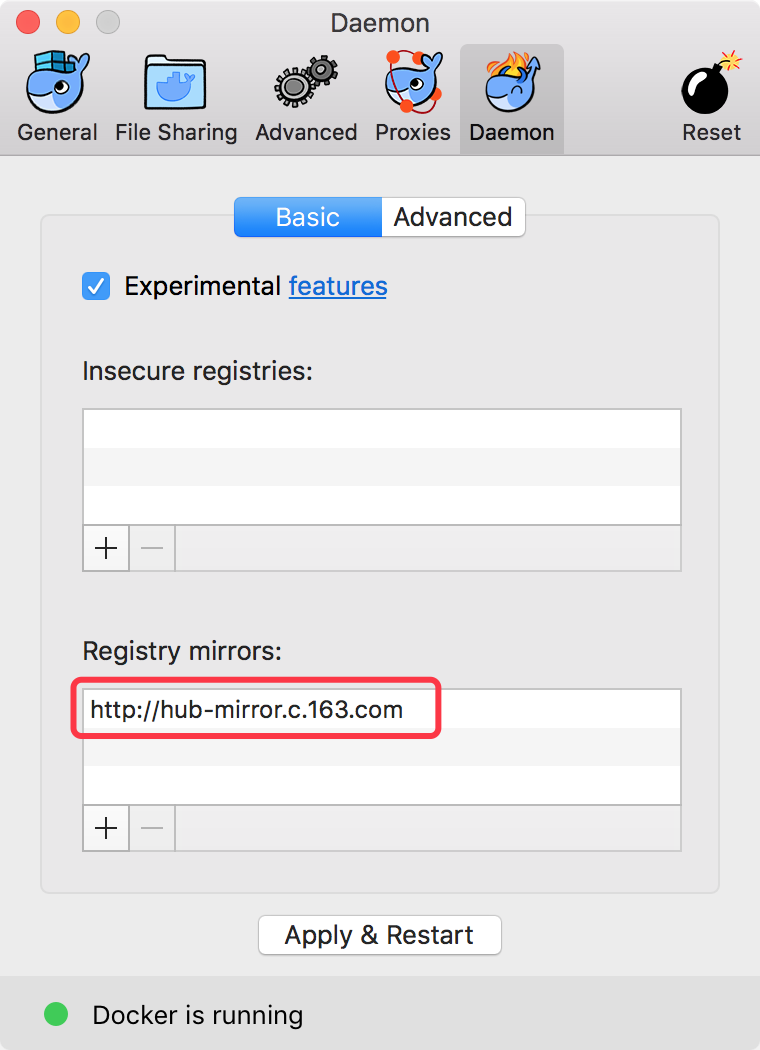 Daemon
General File Sharing Advanced Proxies Daemon Reset
Basic Advanced
Experimental features
Insecure registries:
Registry mirrors:
http://hub-mirror.c.163.com
Apply & Restart
Docker is running